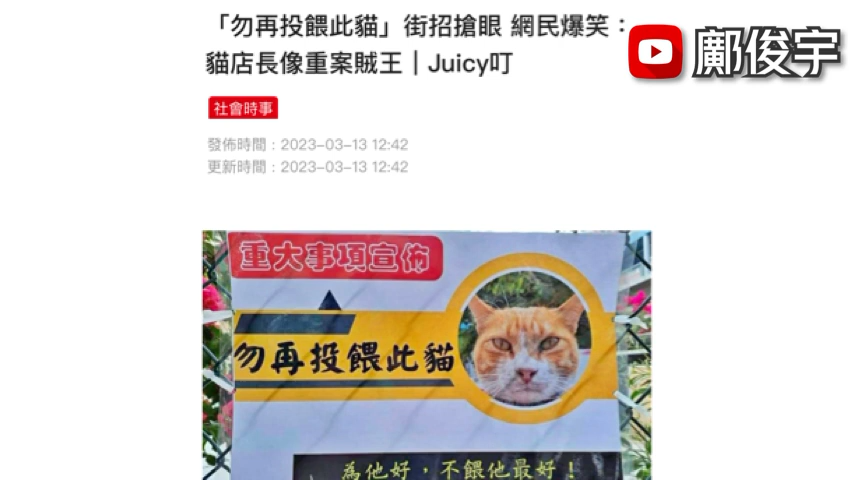 「勿再投餵此貓」街招搶眼 網民爆笑：
貓店長像重案賊王｜Juicy叮
鄺俊宇
社會時事
發佈時間：2023-03-13 12:42
更新時間：2023-03-13 12:42
重大事項宣佈
勿再投餵此貓
為他好，不餵他最好！